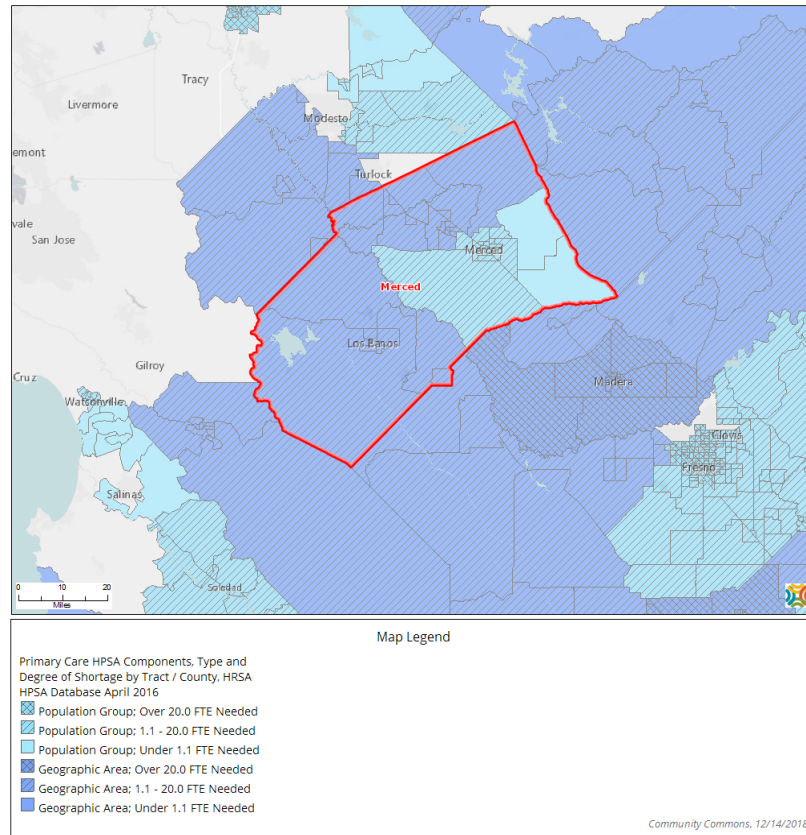 Tracy
Livermore
Modesto
emont
Turlock
vale
San Jose
Merced
Merced
Los Banos
Gilroy
Cruz
Madera
Watsonville
Clovis
Fresno
Salinas
Soledad
0 10 20
Miles
Map Legend
Primary Care HPSA Components, Type and
Degree of Shortage by Tract / County, HRSA
HPSA Database April 2016
Population Group; Over 20.0 FTE Needed
Population Group; 1.1 - 20.0 FTE Needed
Population Group; Under 1.1 FTE Needed
Geographic Area; Over 20.0 FTE Needed
Geographic Area; 1.1 - 20.0 FTE Needed
Geographic Area; Under 1.1 FTE Needed
Community Commons, 12/14/2018